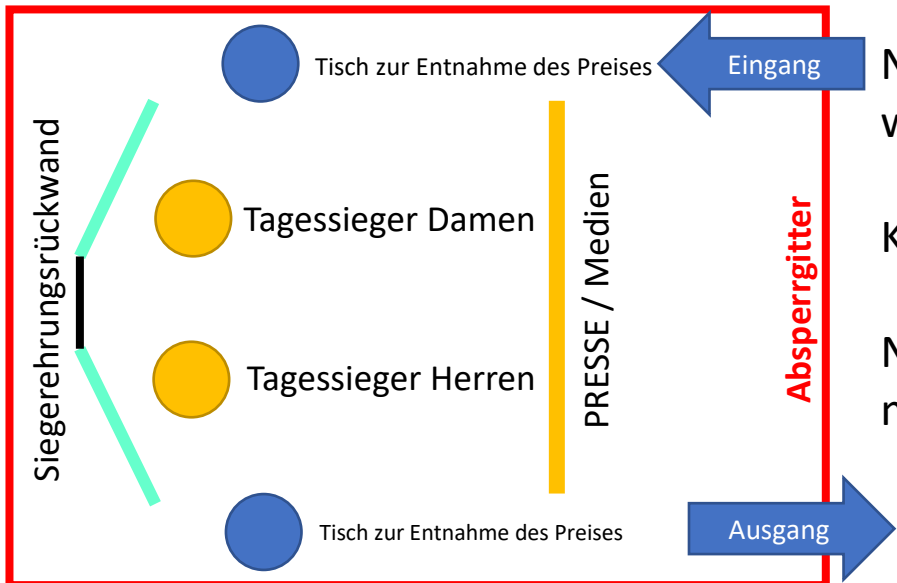 Tisch zur Entnahme des Preises
Eingang
Siegerehrungsrückwand
Tagessieger Damen
PRESSE / Medien
Absperrgitter
Tagessieger Herren
Tisch zur Entnahme des Preises
Ausgang